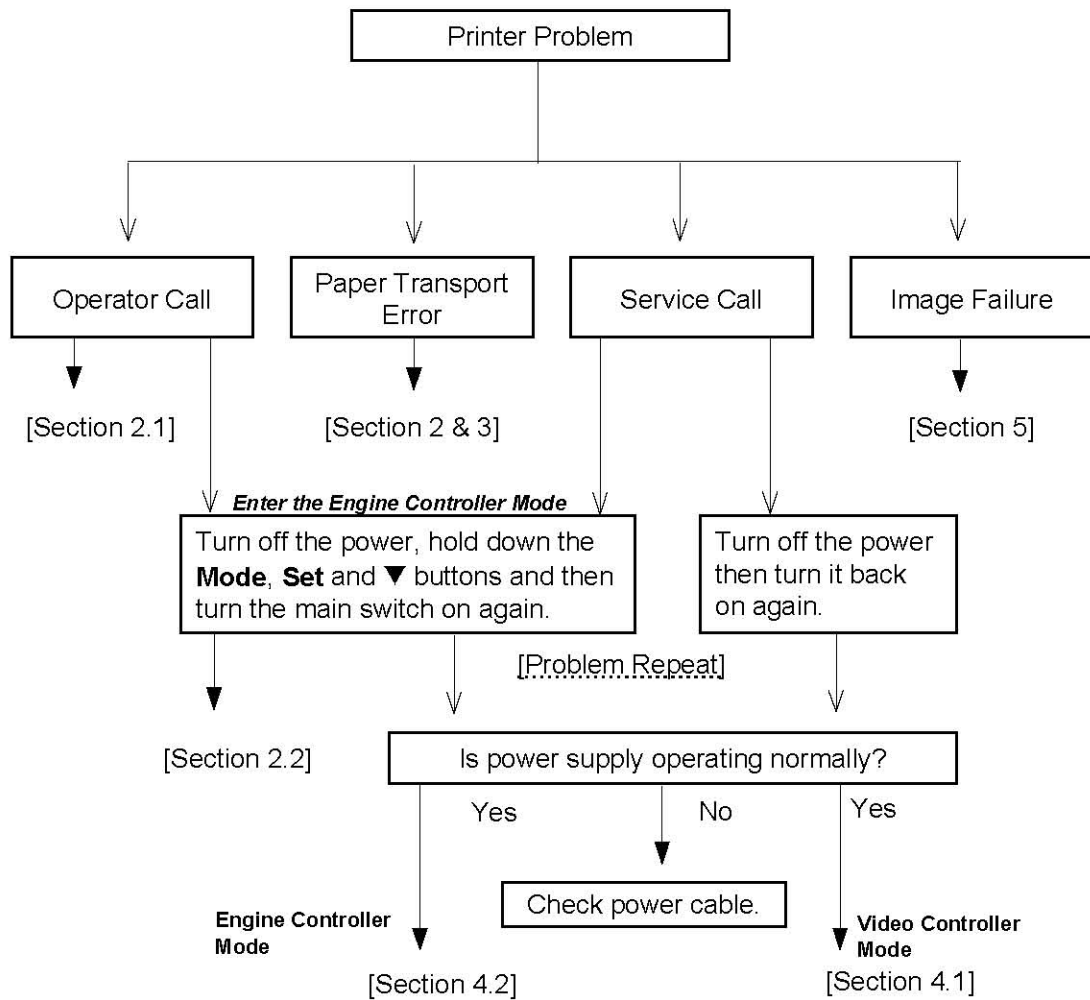 Printer Problem
Operator Call
Paper Transport
Error
Service Call
Image Failure
[Section 2.1]
[Section 2 & 3]
[Section 5]
Enter the Engine Controller Mode
Turn off the power, hold down the
Mode, Set and ▼ buttons and then
turn the main switch on again.
Turn off the power
then turn it back
on again.
[Problem Repeat]
[Section 2.2]
Is power supply operating normally?
Yes
No
Yes
Check power cable.
Engine Controller
Mode
Video Controller
Mode
[Section 4.2]
[Section 4.1]